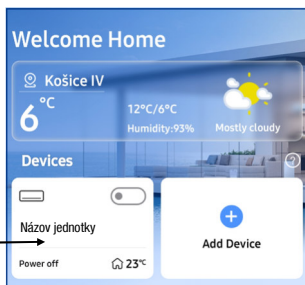 Welcome Home
Košice IV
6°C
12°C/6°C
Humidity:93%
Mostly cloudy
Devices
Názov jednotky
Power off
23°C
Add Device